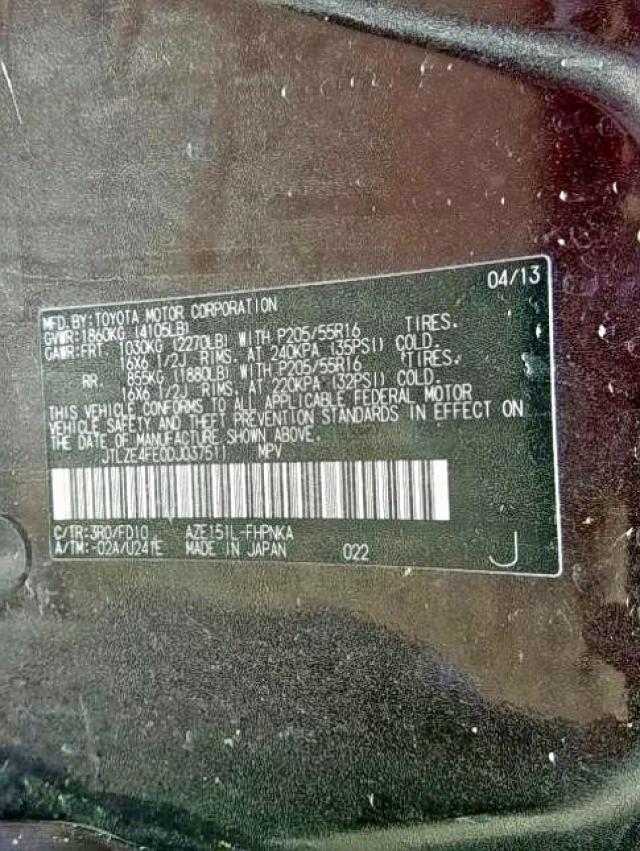 04/13
MFD.BY:TOYOTA MOTOR CORPORATION
GVWR:1860KG (4105LB)
GAWR:FRT 1030KG (2270LB) WITH P205/55R16 TIRES.
16X6 1/2J RIMS. AT 240KPA (35PSI) COLD.
RR. 855KG (1880LB) WITH P205/55R16 TIRES.
16X6 1/2J RIMS. AT 220KPA (32PSI) COLD.
THIS VEHICLE CONFORMS TO ALL APPLICABLE FEDERAL MOTOR
VEHICLE SAFETY AND THEFT PREVENTION STANDARDS IN EFFECT ON
THE DATE OF MANUFACTURE SHOWN ABOVE.
JTLZE4FE0DJ037511 MPV
C/TR:3R0/FD10 AZE151L-FHPNKA
A/TM:-02A/U241E MADE IN JAPAN 022 J